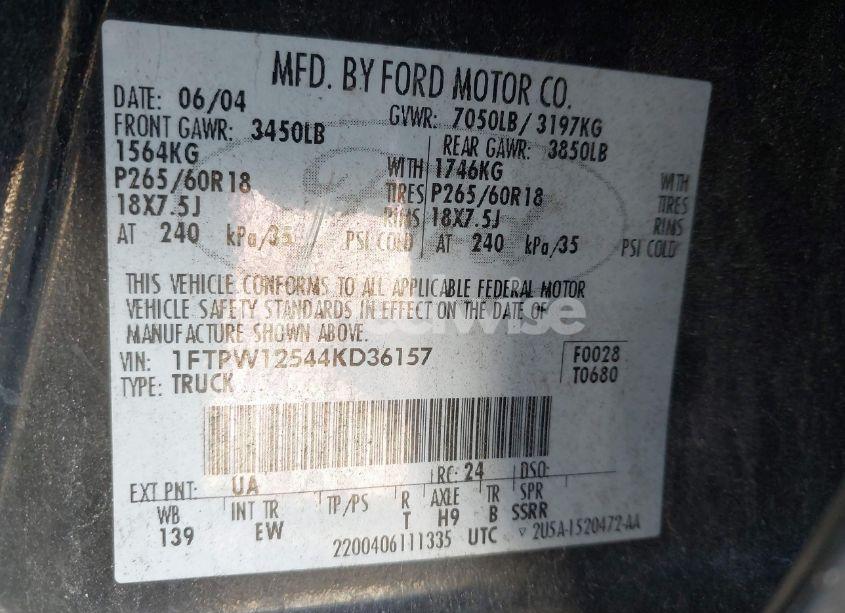 MFD. BY FORD MOTOR CO.
DATE: 06/04 GVWR: 7050LB/ 3197KG
FRONT GAWR: 3450LB REAR GAWR: 3850LB
1564KG WITH 1746KG WITH
P265/60R18 TIRES P265/60R18 TIRES
18X7.5J RIMS 18X7.5J RIMS
AT 240 kPa/35 PSI COLD AT 240 kPa/35 PSI COLD
THIS VEHICLE CONFORMS TO ALL APPLICABLE FEDERAL MOTOR
VEHICLE SAFETY STANDARDS IN EFFECT ON THE DATE OF
MANUFACTURE SHOWN ABOVE.
VIN: 1FTPW12544KD36157 F0028
TYPE: TRUCK T0680
EXT PNT: UA RC: 24 DSO:
WB INT TR TP/PS R AXLE TR SPR
139 EW T H9 B SSRR
2200406111335 UTC ▽ 2U5A-1520472-AA